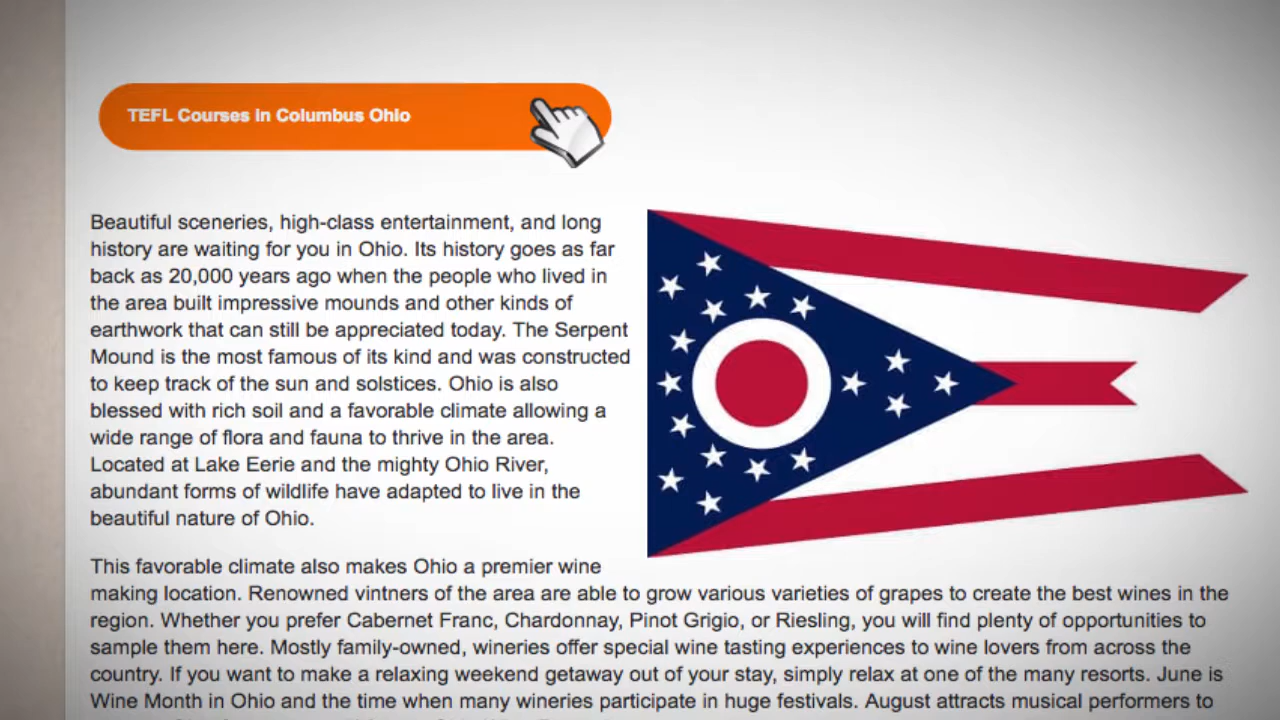 TEFL Courses in Columbus Ohio
Beautiful sceneries, high-class entertainment, and long
history are waiting for you in Ohio. Its history goes as far
back as 20,000 years ago when the people who lived in
the area built impressive mounds and other kinds of
earthwork that can still be appreciated today. The Serpent
Mound is the most famous of its kind and was constructed
to keep track of the sun and solstices. Ohio is also
blessed with rich soil and a favorable climate allowing a
wide range of flora and fauna to thrive in the area.
Located at Lake Eerie and the mighty Ohio River,
abundant forms of wildlife have adapted to live in the
beautiful nature of Ohio.
This favorable climate also makes Ohio a premier wine
making location. Renowned vintners of the area are able to grow various varieties of grapes to create the best wines in the
region. Whether you prefer Cabernet Franc, Chardonnay, Pinot Grigio, or Riesling, you will find plenty of opportunities to
sample them here. Mostly family-owned, wineries offer special wine tasting experiences to wine lovers from across the
country. If you want to make a relaxing weekend getaway out of your stay, simply relax at one of the many resorts. June is
Wine Month in Ohio and the time when many wineries participate in huge festivals. August attracts musical performers to